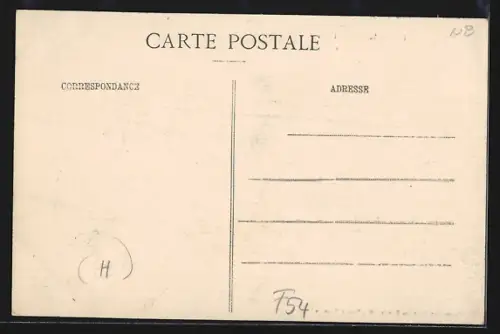 CARTE POSTALE
CORRESPONDANCE
ADRESSE
(H)
F54